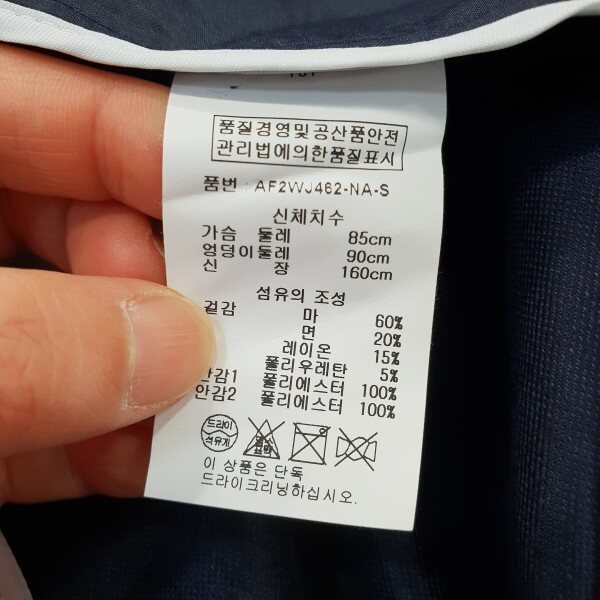 품질경영및공산품안전
관리법에의한품질표시
품번 : AF2WJ462-NA-S
신체치수
가슴 둘레 85cm
엉덩이둘레 90cm
신 장 160cm
섬유의 조성
겉감 마 60%
면 20%
레이온 15%
폴리우레탄 5%
안감1 폴리에스터 100%
안감2 폴리에스터 100%
드라이
석유계
이 상품은 단독
드라이크리닝하십시오.